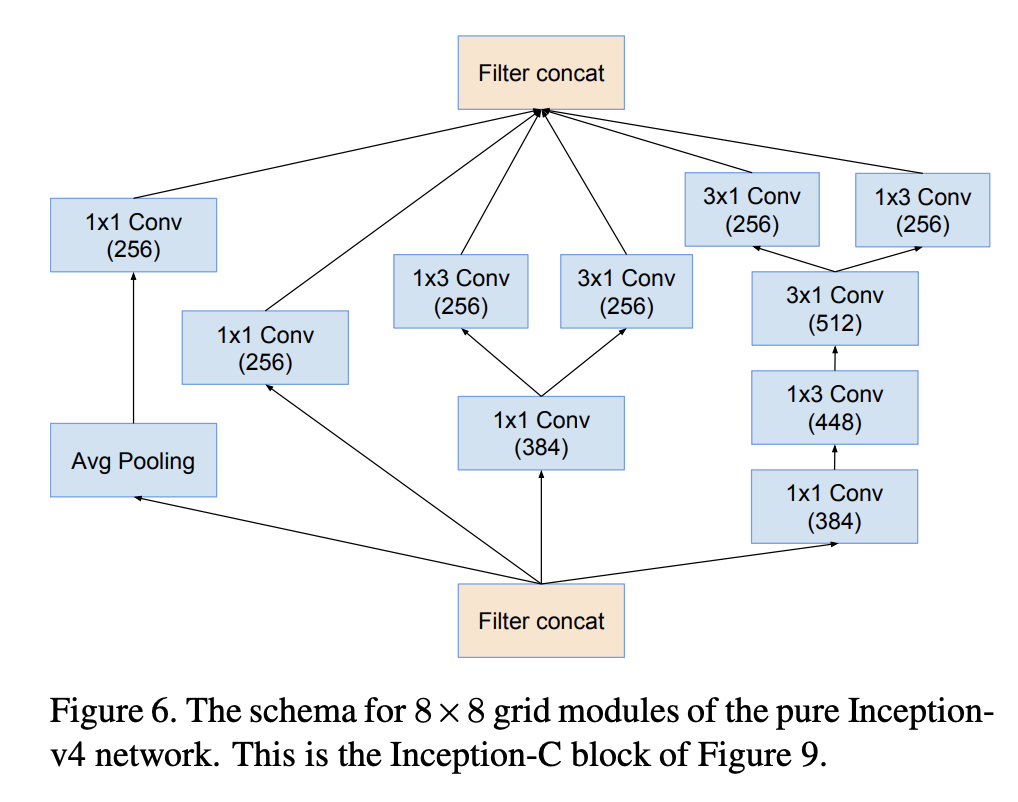 Filter concat
3x1 Conv
(256)
1x3 Conv
(256)
1x1 Conv
(256)
1x3 Conv
(256)
3x1 Conv
(256)
3x1 Conv
(512)
1x1 Conv
(256)
1x3 Conv
(448)
1x1 Conv
(384)
Avg Pooling
1x1 Conv
(384)
Filter concat
Figure 6. The schema for 8 × 8 grid modules of the pure Inception-
v4 network. This is the Inception-C block of Figure 9.